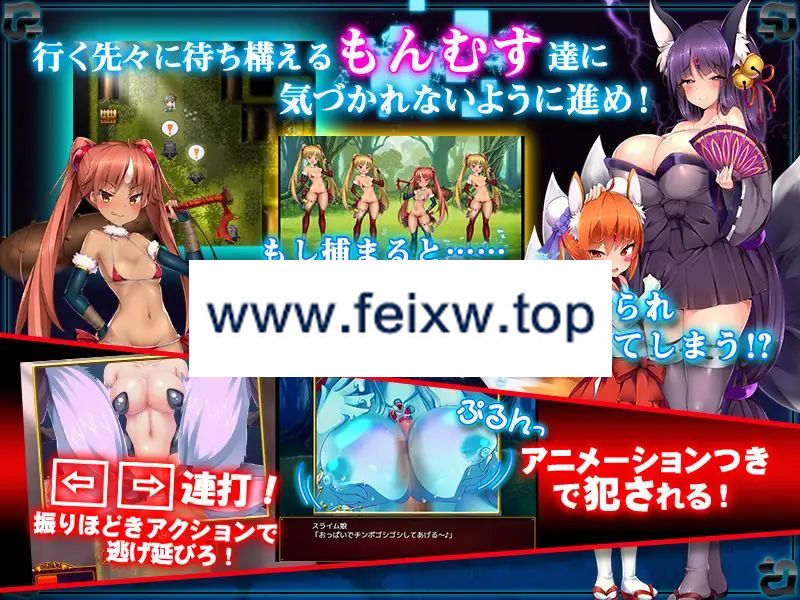 行く先々に待ち構えるもんむす達に
気づかれないように進め!
もし捕まると……
www.feixw.top
られ
てしまう!?
ぷるんっ
アニメーションつき
で犯される!
← → 連打!
振りほどきアクションで
逃げ延びろ!
スライム娘
「おっぱいでチンポゴシゴシしてあげる~♪」